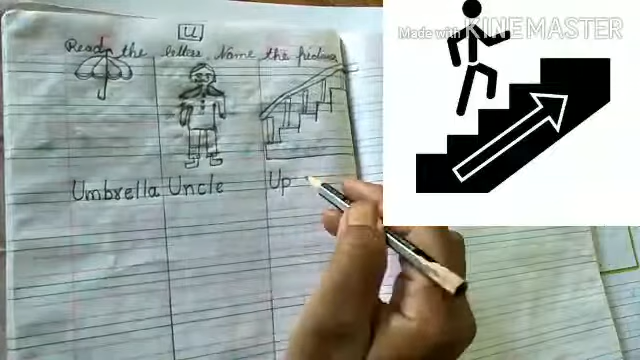 U
Read the letter Name the picture
Umbrella Uncle Up
Made with KINEMASTER